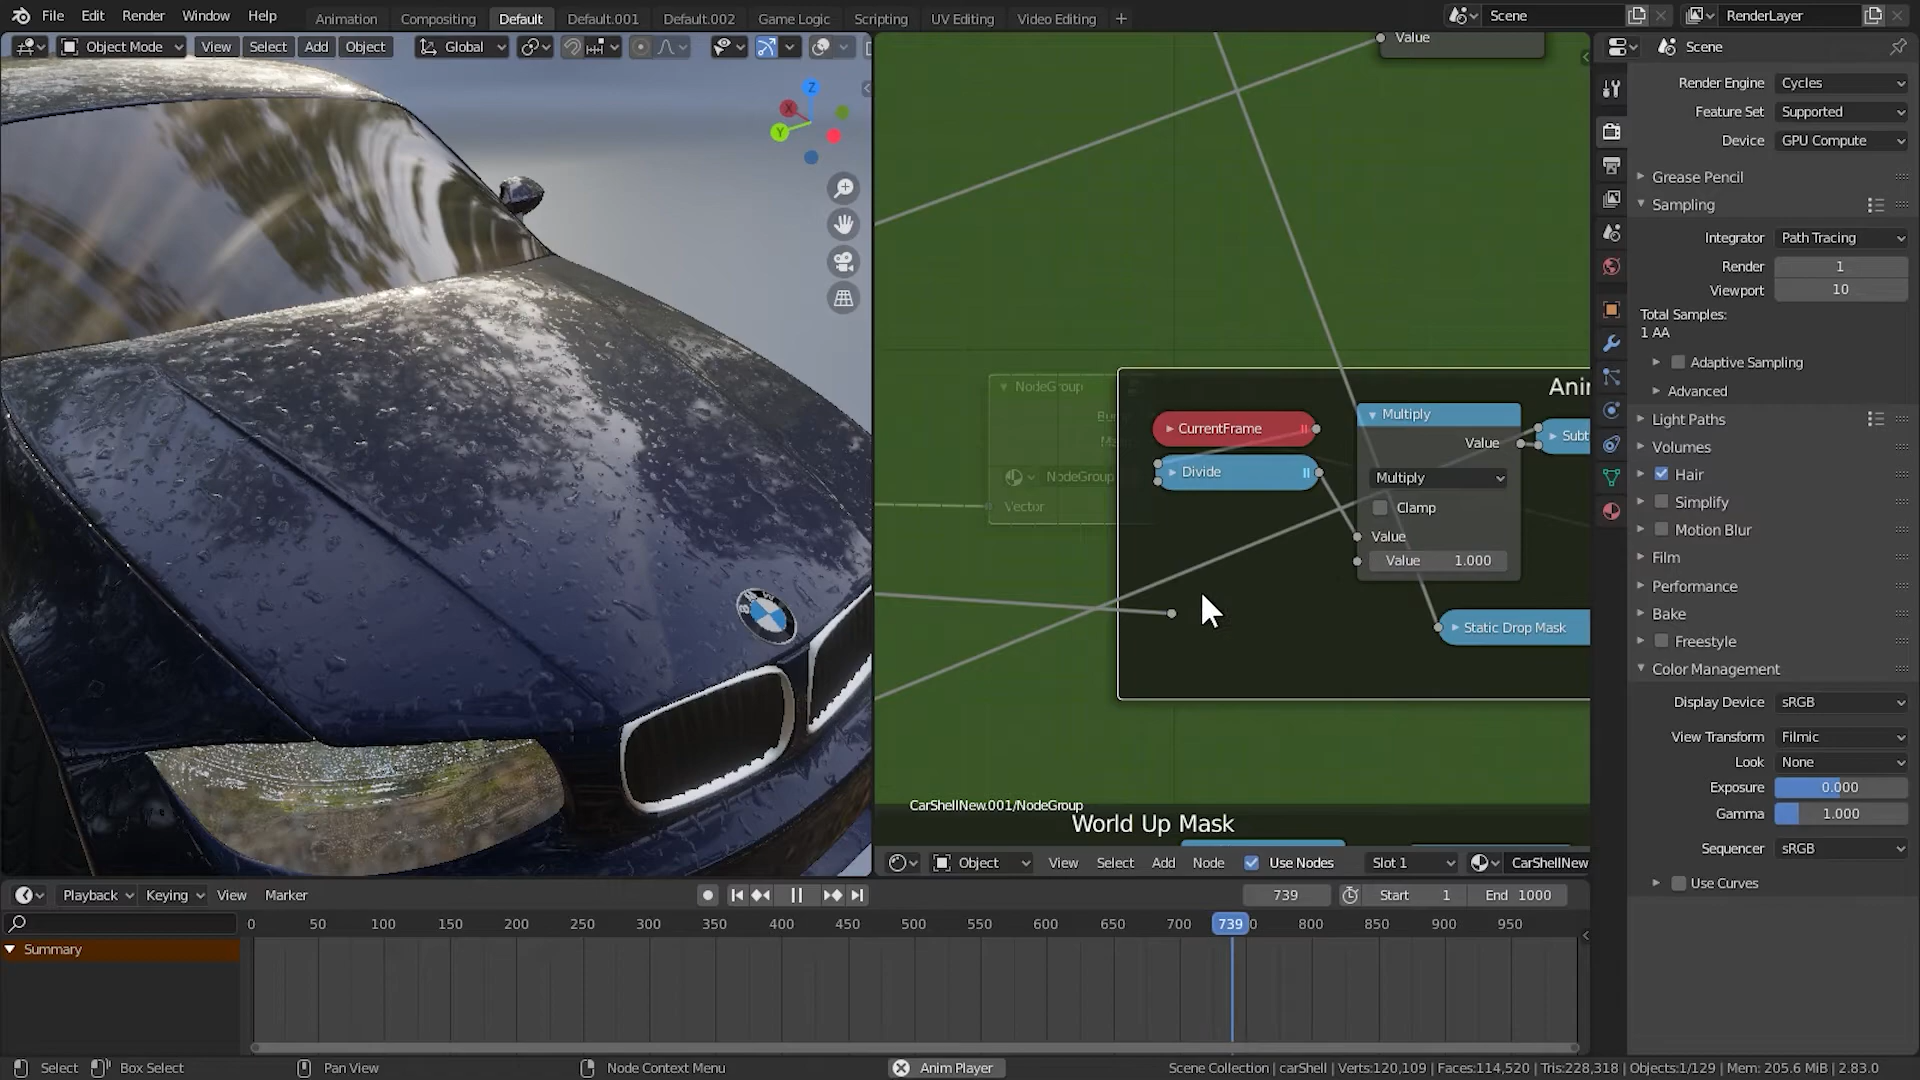 File Edit Render Window Help Animation Compositing Default Default.001 Default.002 Game Logic Scripting UV Editing Video Editing + Scene RenderLayer
Object Mode View Select Add Object Global
Z
X
Y
Value
NodeGroup
NodeGroup
Vector
CurrentFrame
Divide
Multiply
Value
Multiply
Clamp
Value
Value 1.000
Static Drop Mask
CarShellNew.001/NodeGroup
World Up Mask
Object View Select Add Node Use Nodes Slot 1 CarShellNew
Scene
Render Engine Cycles
Feature Set Supported
Device GPU Compute
Grease Pencil
Sampling
Integrator Path Tracing
Render 1
Viewport 10
Total Samples:
1 AA
Adaptive Sampling
Advanced
Light Paths
Volumes
Hair
Simplify
Motion Blur
Film
Performance
Bake
Freestyle
Color Management
Display Device sRGB
View Transform Filmic
Look None
Exposure 0.000
Gamma 1.000
Sequencer sRGB
Use Curves
Playback Keying View Marker 739 Start 1 End 1000
0 50 100 150 200 250 300 350 400 450 500 550 600 650 700 739 800 850 900 950
Summary
Select Box Select Pan View Node Context Menu Anim Player Scene Collection | carShell | Verts:120,109 | Faces:114,520 | Tris:228,318 | Objects:1/129 | Mem: 205.6 MiB | 2.83.0